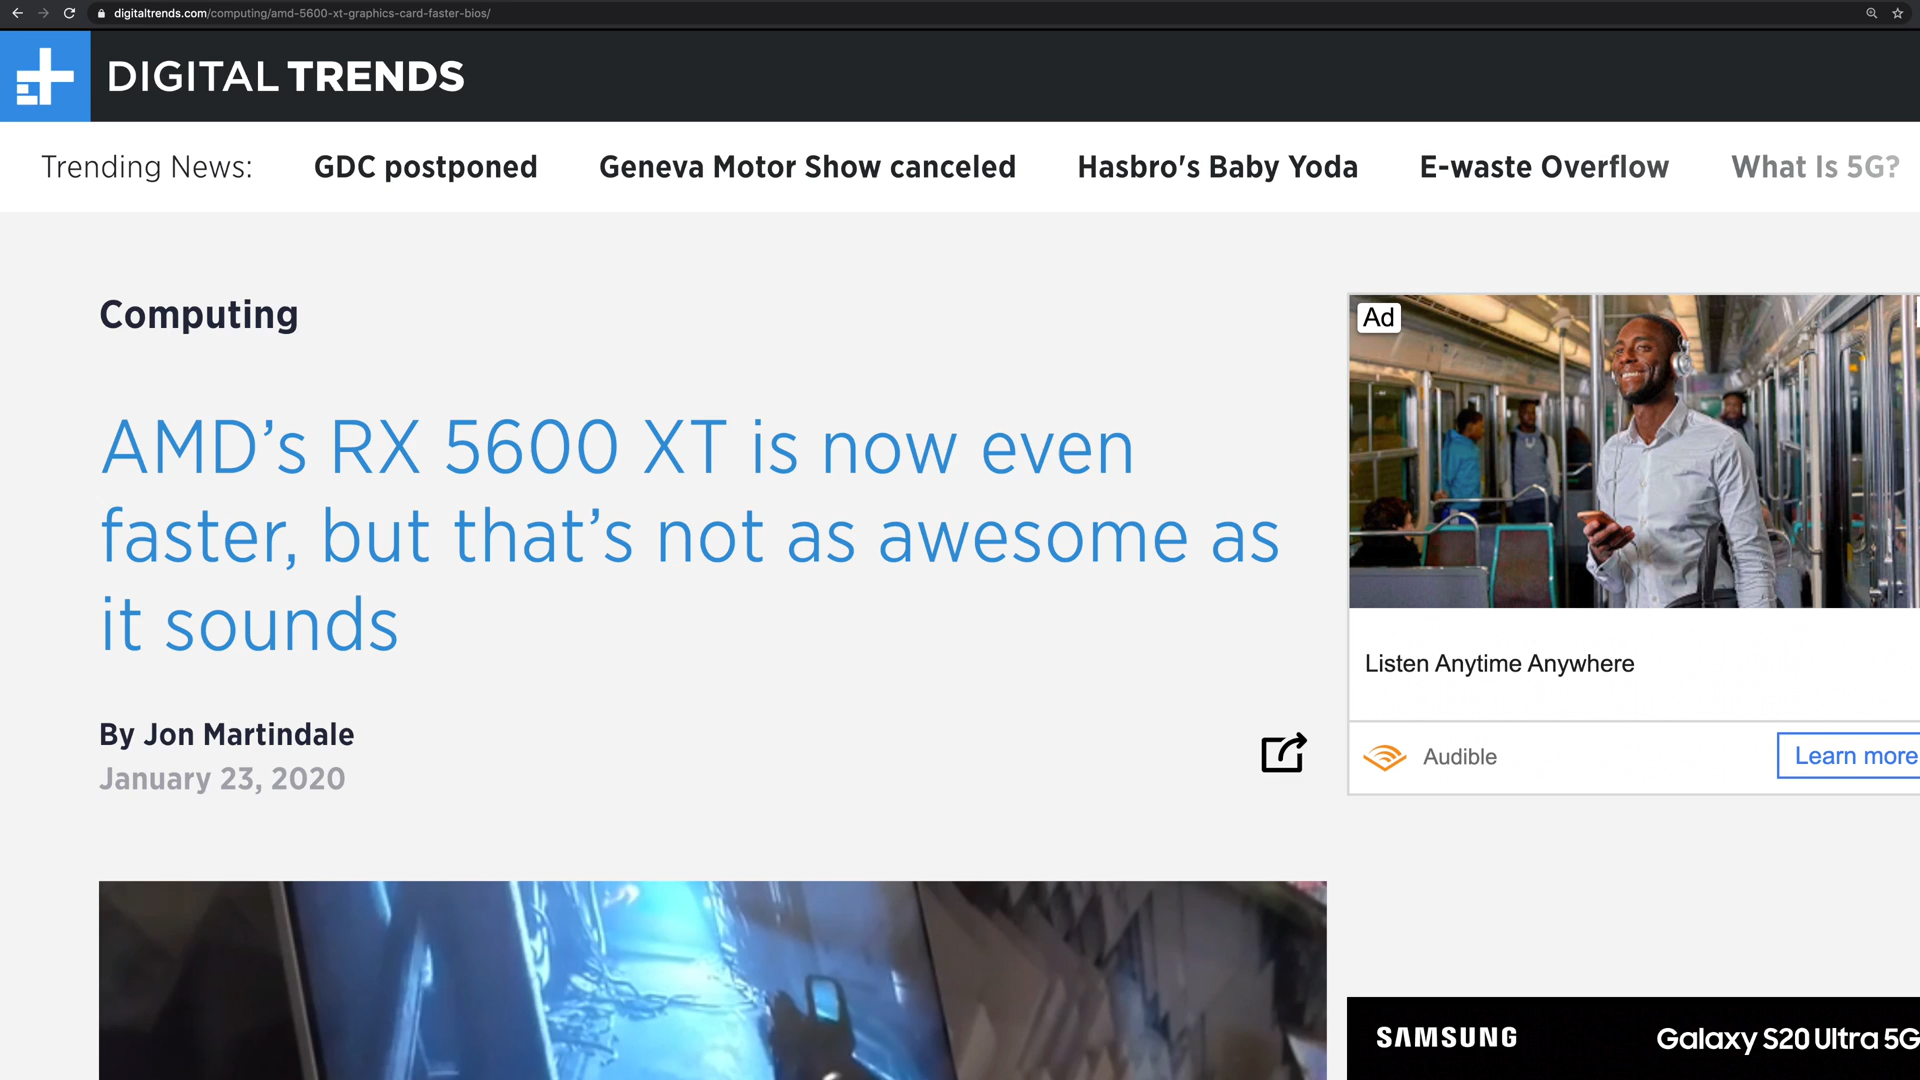 digitaltrends.com/computing/amd-5600-xt-graphics-card-faster-bios/
DIGITAL TRENDS
Trending News: GDC postponed Geneva Motor Show canceled Hasbro's Baby Yoda E-waste Overflow What Is 5G?
Computing
AMD’s RX 5600 XT is now even
faster, but that’s not as awesome as
it sounds
By Jon Martindale
January 23, 2020
Ad
Listen Anytime Anywhere
Audible Learn more
SAMSUNG Galaxy S20 Ultra 5G